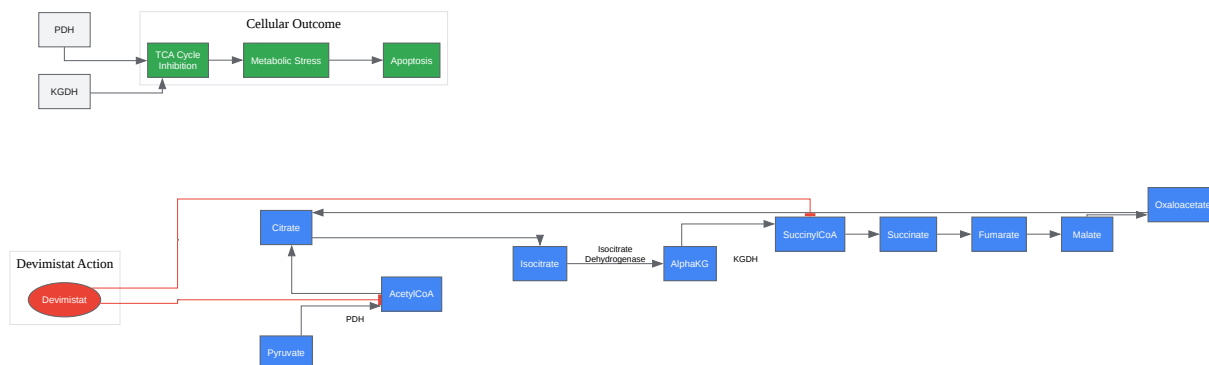 PDH
Cellular Outcome
TCA Cycle
Inhibition
Metabolic Stress
Apoptosis
KGDH
Oxaloacetate
Citrate
SuccinylCoA
Succinate
Fumarate
Malate
Isocitrate
Isocitrate
Dehydrogenase
AlphaKG
KGDH
Devimistat Action
Devimistat
AcetylCoA
PDH
Pyruvate